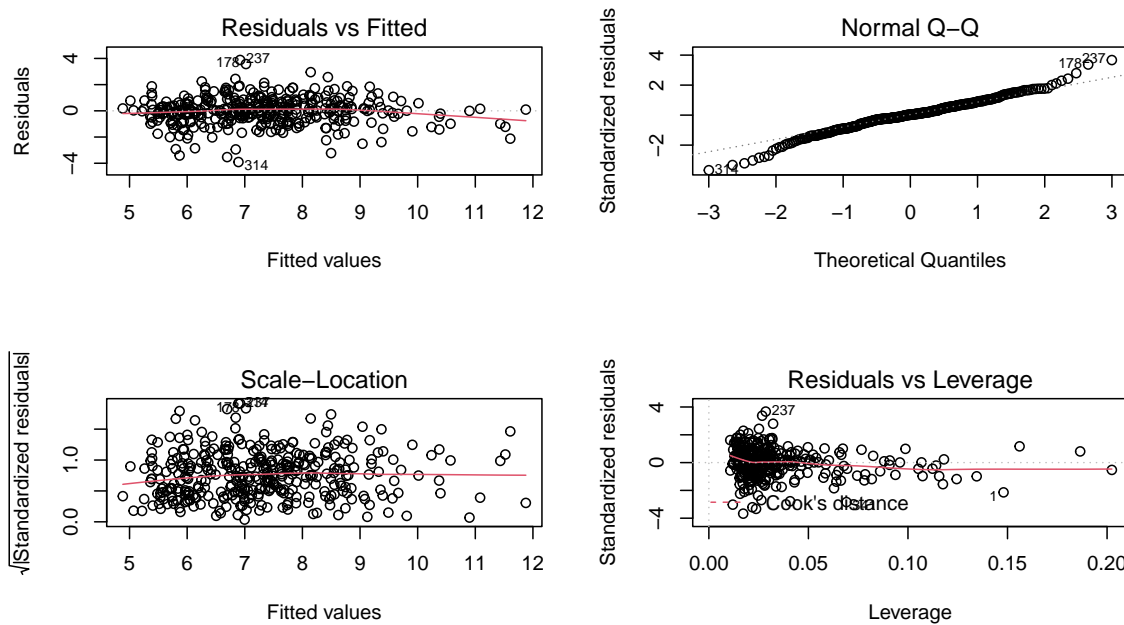 Residuals vs Fitted
Residuals
4
0
−4
178
237
314
5 6 7 8 9 10 11 12
Fitted values
Normal Q−Q
Standardized residuals
4
2
−2
178
237
314
−3 −2 −1 0 1 2 3
Theoretical Quantiles
Scale−Location
√|Standardized residuals|
1.0
0.0
237
5 6 7 8 9 10 11 12
Fitted values
Residuals vs Leverage
Standardized residuals
4
0
−4
237
1
Cook's distance
0.00 0.05 0.10 0.15 0.20
Leverage